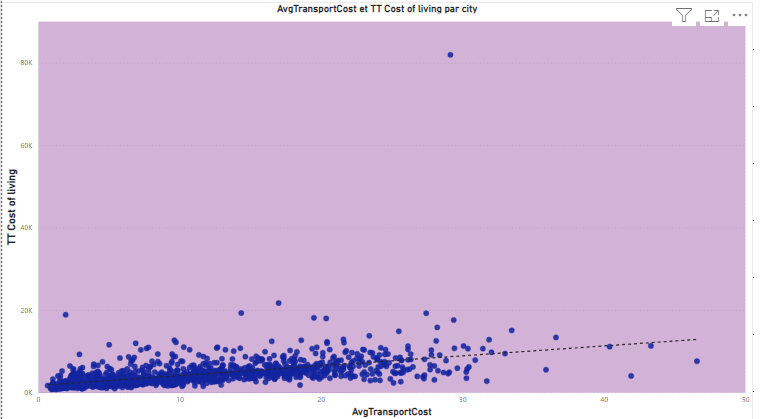 AvgTransportCost et TT Cost of living par city
80K
60K
40K
20K
0K
TT Cost of living
0
10
20
30
40
50
AvgTransportCost